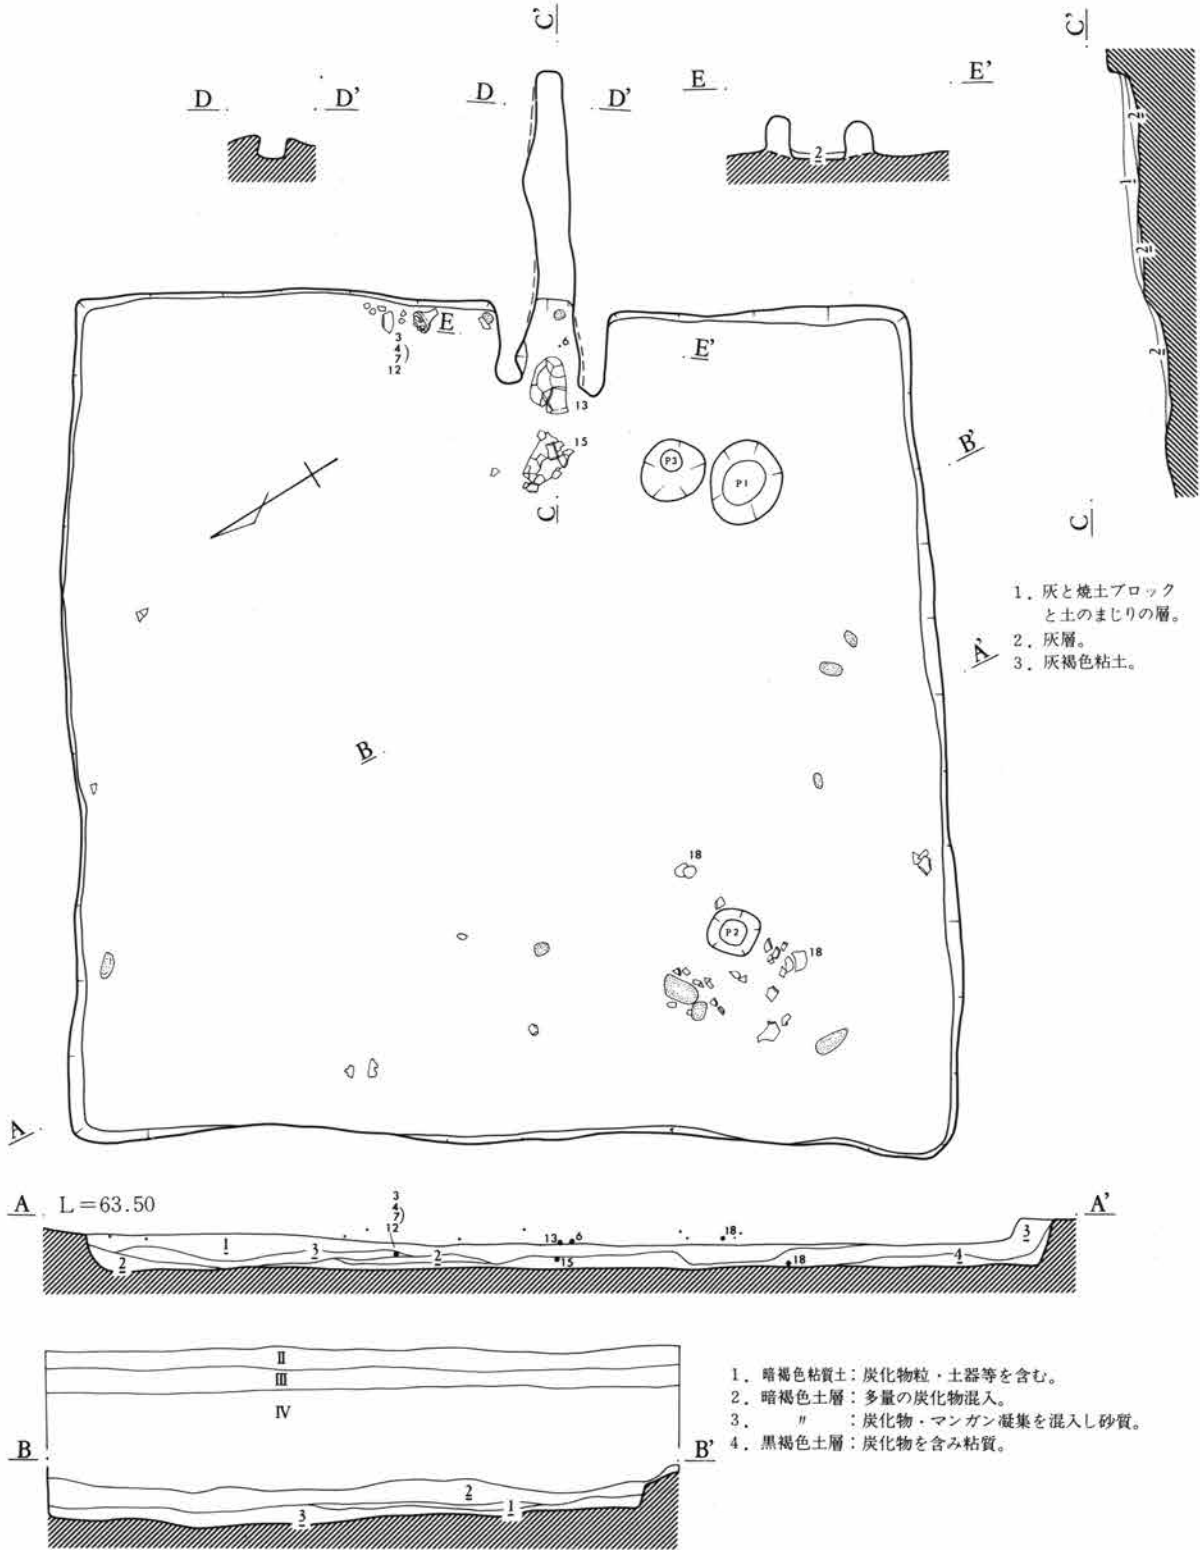 C'
C'
D
D'
D
D'
E
E'
2
2
1
2
2
E
3
4
7)
12
.6
E'
13
15
P3
P1
B'
C
C
1. 灰と焼土ブロック
と土のまじりの層。
2. 灰層。
3. 灰褐色粘土。
A'
B
18
P2
18
A
A L=63.50
A'
3
4
7)
12
13
6
18
3
1
3
2
2
15
18
4
II
III
IV
B
B'
2
1
3
1. 暗褐色粘質土：炭化物粒・土器等を含む。
2. 暗褐色土層：多量の炭化物混入。
3. 〃 ：炭化物・マンガン凝集を混入し砂質。
4. 黒褐色土層：炭化物を含み粘質。